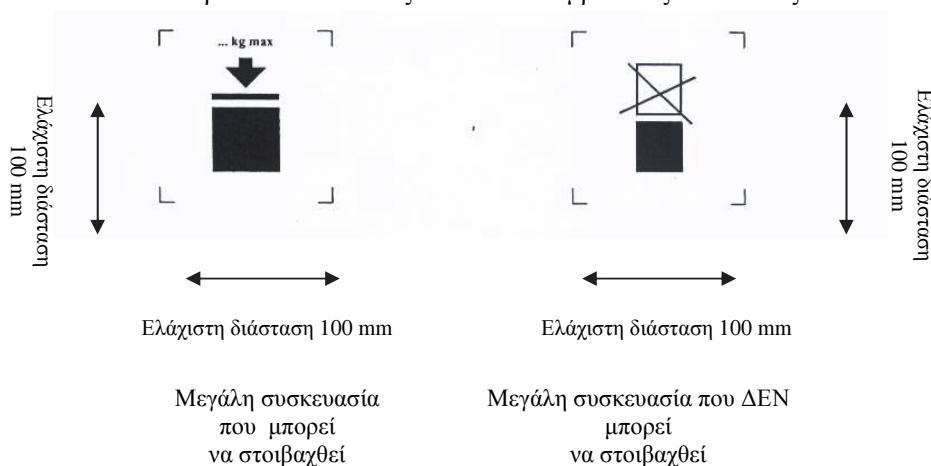 ... kg max
Ελάχιστη διάσταση
100 mm
Ελάχιστη διάσταση
100 mm
Ελάχιστη διάσταση 100 mm
Ελάχιστη διάσταση 100 mm
Μεγάλη συσκευασία
που μπορεί
να στοιβαχθεί
Μεγάλη συσκευασία που ΔΕΝ
μπορεί
να στοιβαχθεί